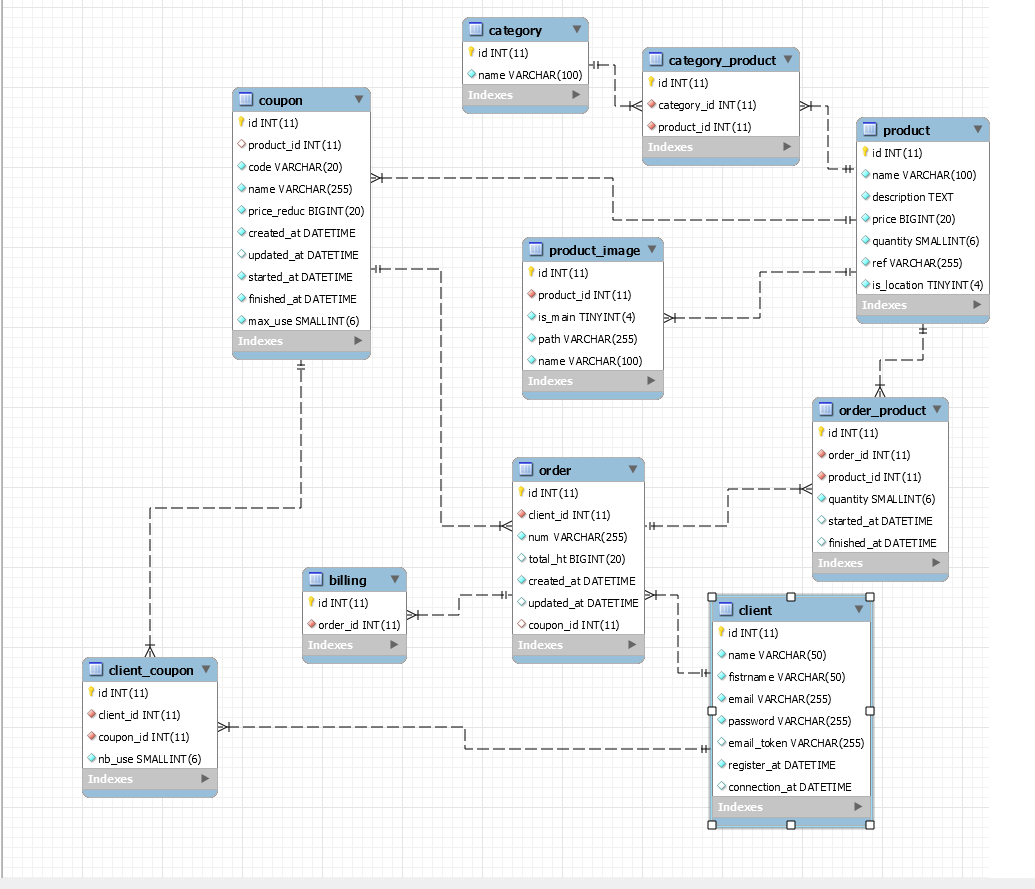 category
id INT(11)
name VARCHAR(100)
Indexes
category_product
id INT(11)
category_id INT(11)
product_id INT(11)
Indexes
coupon
id INT(11)
product_id INT(11)
code VARCHAR(20)
name VARCHAR(255)
price_reduc BIGINT(20)
created_at DATETIME
updated_at DATETIME
started_at DATETIME
finished_at DATETIME
max_use SMALLINT(6)
Indexes
product
id INT(11)
name VARCHAR(100)
description TEXT
price BIGINT(20)
quantity SMALLINT(6)
ref VARCHAR(255)
is_location TINYINT(4)
Indexes
product_image
id INT(11)
product_id INT(11)
is_main TINYINT(4)
path VARCHAR(255)
name VARCHAR(100)
Indexes
order_product
id INT(11)
order_id INT(11)
product_id INT(11)
quantity SMALLINT(6)
started_at DATETIME
finished_at DATETIME
Indexes
order
id INT(11)
client_id INT(11)
num VARCHAR(255)
total_ht BIGINT(20)
created_at DATETIME
updated_at DATETIME
coupon_id INT(11)
Indexes
billing
id INT(11)
order_id INT(11)
Indexes
client
id INT(11)
name VARCHAR(50)
fistrname VARCHAR(50)
email VARCHAR(255)
password VARCHAR(255)
email_token VARCHAR(255)
register_at DATETIME
connection_at DATETIME
Indexes
client_coupon
id INT(11)
client_id INT(11)
coupon_id INT(11)
nb_use SMALLINT(6)
Indexes